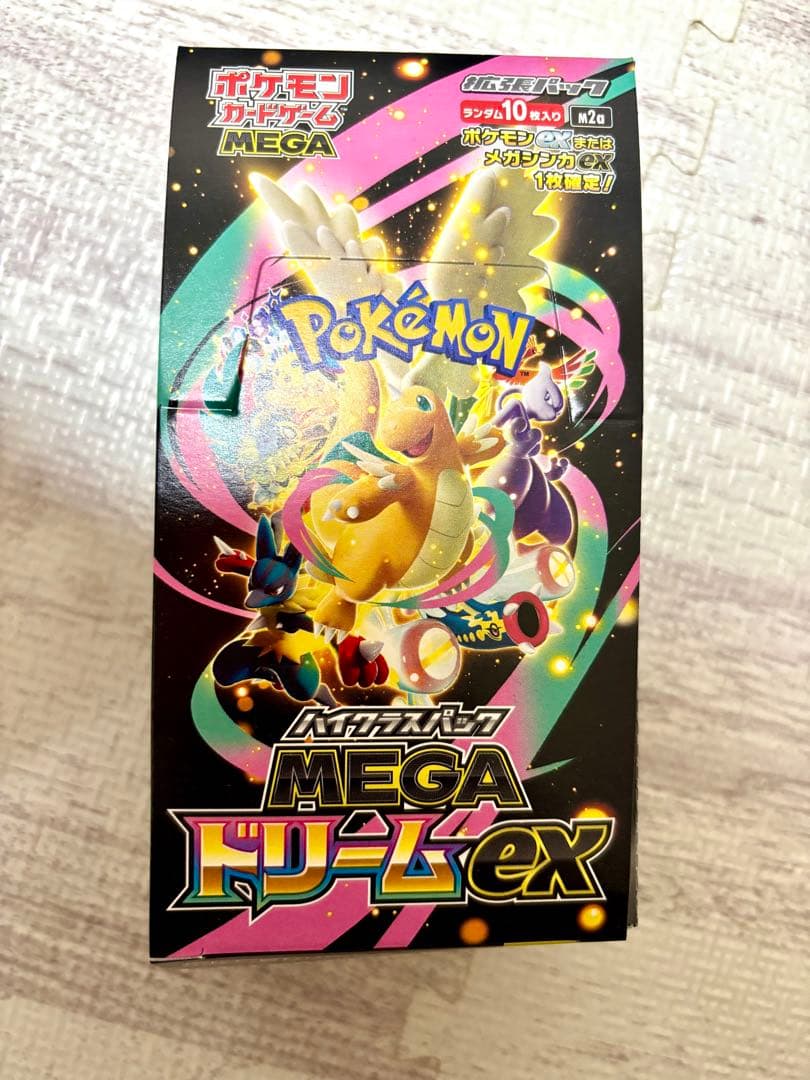 ポケモン
カードゲーム
MEGA
拡張パック
ランダム10枚入り M2a
ポケモンexまたは
メガシンカex
1枚確定！
POKéMON
TM
ハイクラスパック
MEGA
ドリームex